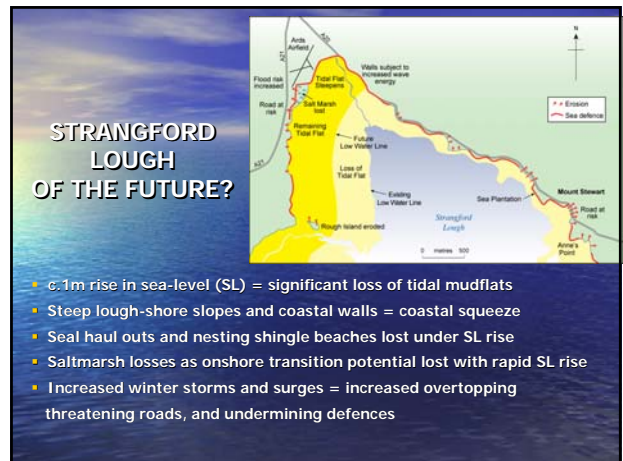 STRANGFORD
LOUGH
OF THE FUTURE?
Ards
Airfield
A21
A20
N
Walls subject to
increased wave
energy
Flood risk
increased
Tidal Flat
Steepens
Road at
risk
Salt Marsh
lost
Erosion
Sea defence
Remaining
Tidal Flat
Future
Low Water Line
A21
Loss of
Tidal Flat
Existing
Low Water Line
Sea Plantation
Mount Stewart
Road at
risk
Strangford
Lough
Rough Island eroded
Anne's
Point
0 metres 500
▪ c.1m rise in sea-level (SL) = significant loss of tidal mudflats
▪ Steep lough-shore slopes and coastal walls = coastal squeeze
▪ Seal haul outs and nesting shingle beaches lost under SL rise
▪ Saltmarsh losses as onshore transition potential lost with rapid SL rise
▪ Increased winter storms and surges = increased overtopping
threatening roads, and undermining defences